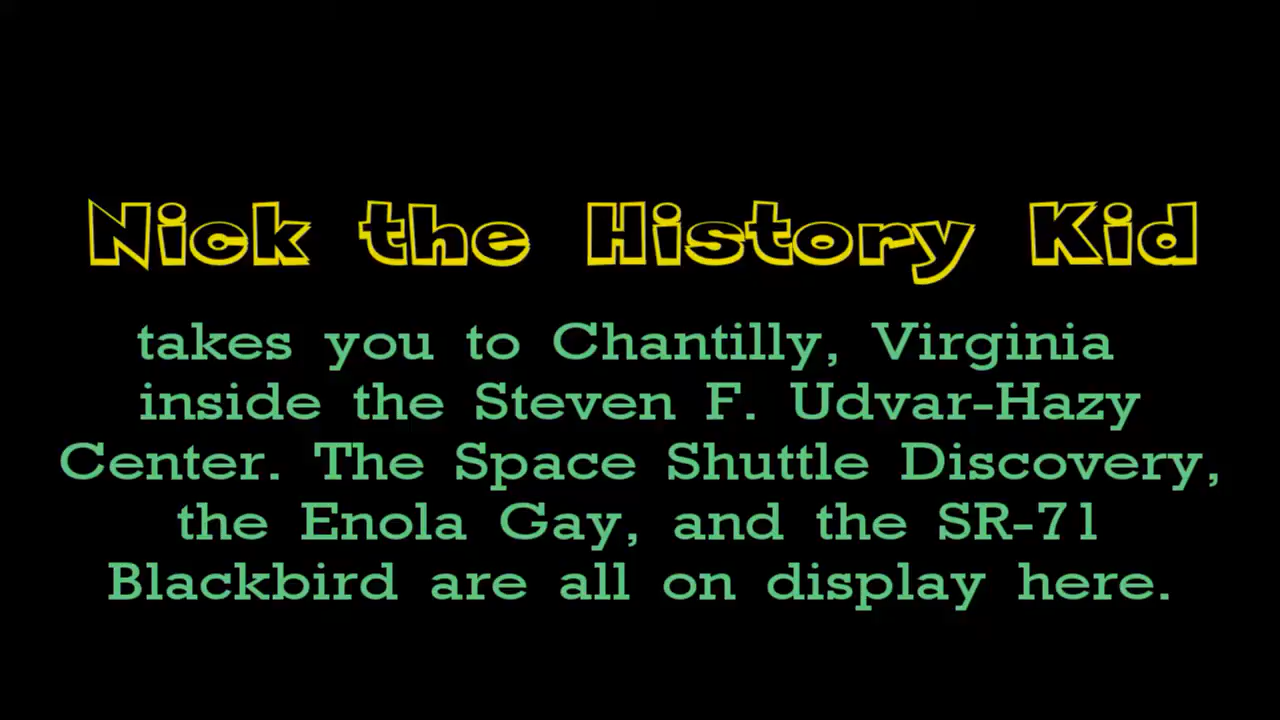 Nick the History Kid
takes you to Chantilly, Virginia
inside the Steven F. Udvar-Hazy
Center. The Space Shuttle Discovery,
the Enola Gay, and the SR-71
Blackbird are all on display here.